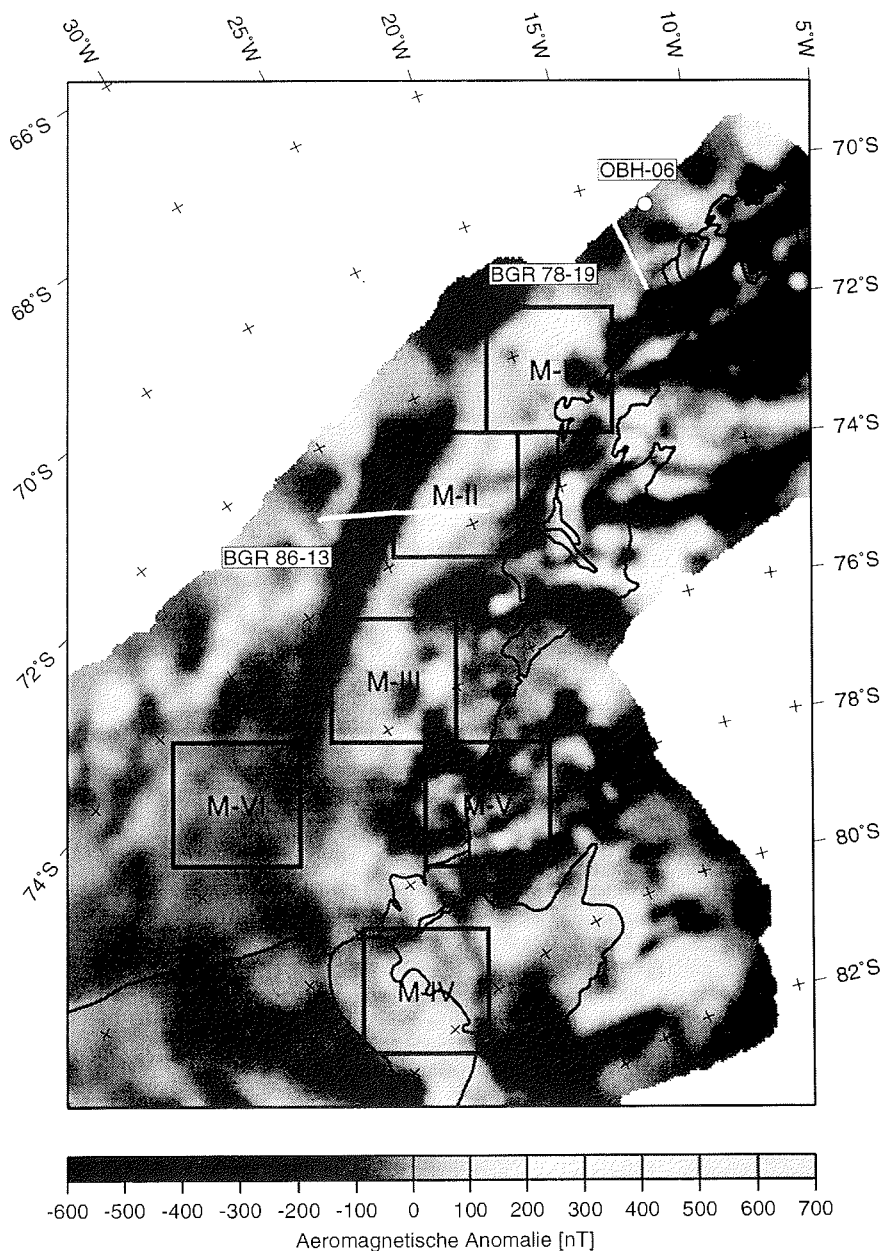 30°W
25°W
20°W
15°W
10°W
5°W
66°S
68°S
70°S
72°S
74°S
70°S
72°S
74°S
76°S
78°S
80°S
82°S
OBH-06
BGR 78-19
M-I
M-II
BGR 86-13
M-III
M-VI
M-V
M-IV
-600 -500 -400 -300 -200 -100 0 100 200 300 400 500 600 700
Aeromagnetische Anomalie [nT]